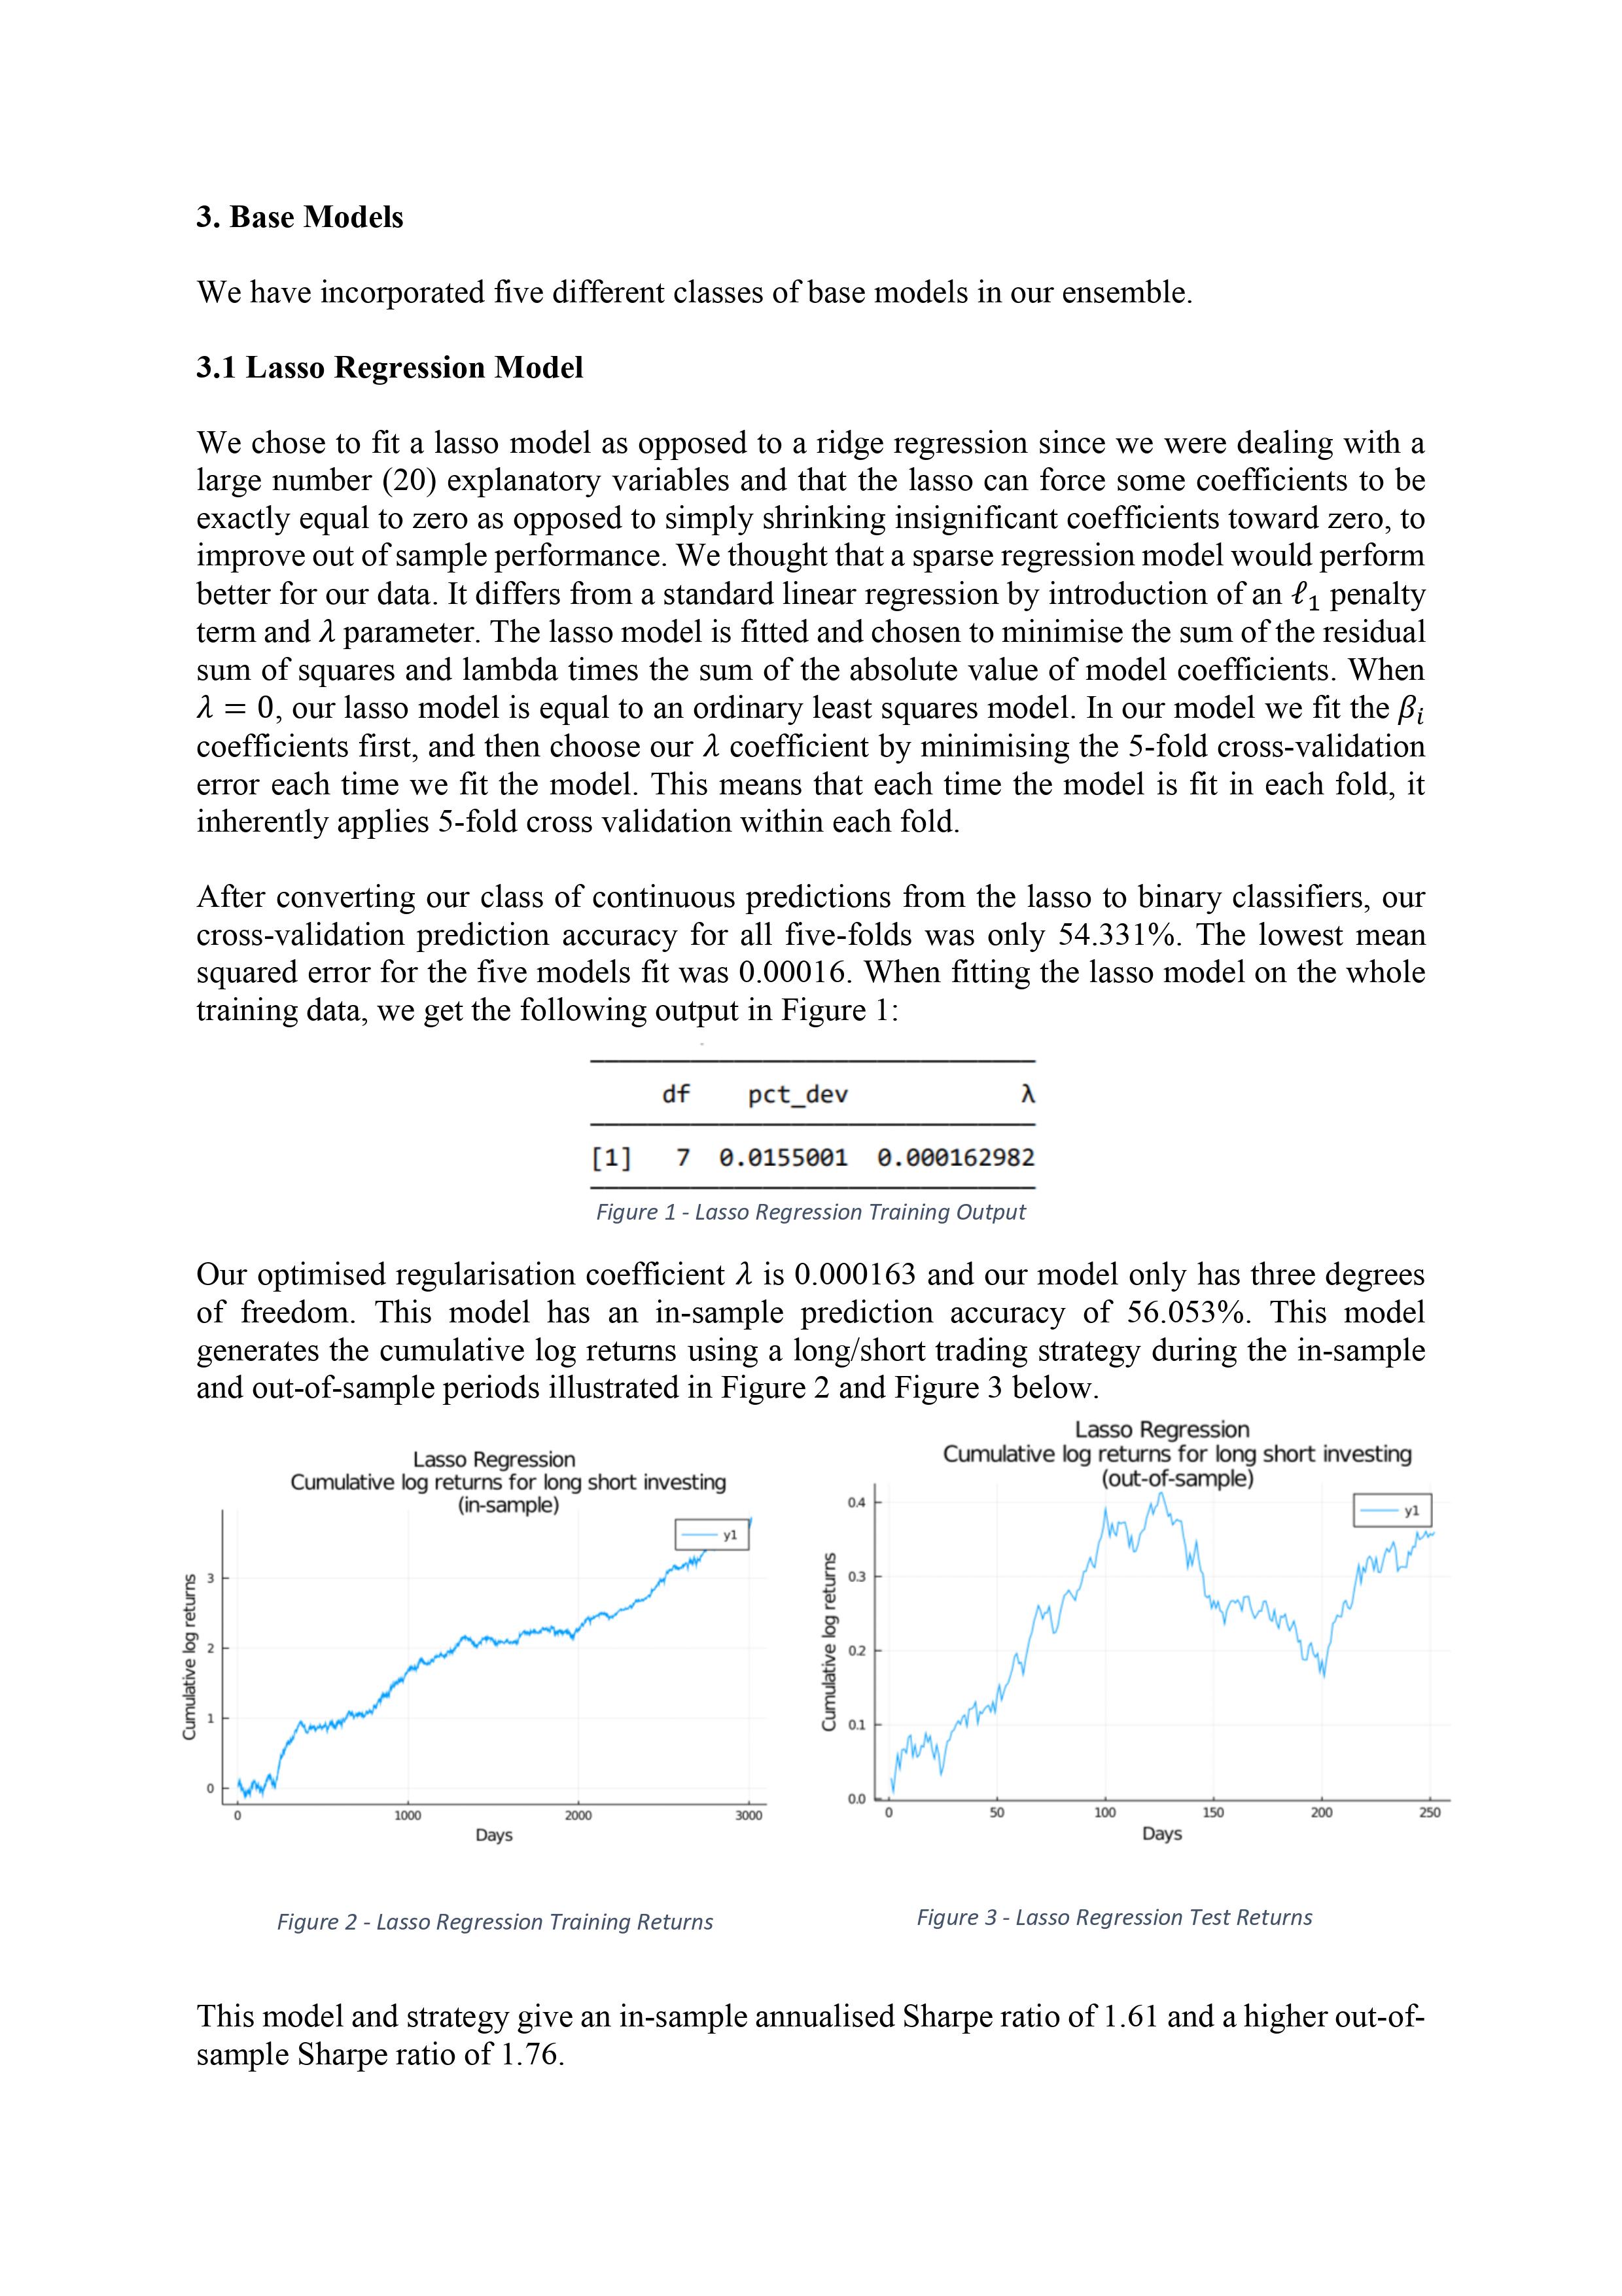 3. Base Models
We have incorporated five different classes of base models in our ensemble.
3.1 Lasso Regression Model
We chose to fit a lasso model as opposed to a ridge regression since we were dealing with a
large number (20) explanatory variables and that the lasso can force some coefficients to be
exactly equal to zero as opposed to simply shrinking insignificant coefficients toward zero, to
improve out of sample performance. We thought that a sparse regression model would perform
better for our data. It differs from a standard linear regression by introduction of an ℓ₁ penalty
term and λ parameter. The lasso model is fitted and chosen to minimise the sum of the residual
sum of squares and lambda times the sum of the absolute value of model coefficients. When
λ = 0, our lasso model is equal to an ordinary least squares model. In our model we fit the βᵢ
coefficients first, and then choose our λ coefficient by minimising the 5-fold cross-validation
error each time we fit the model. This means that each time the model is fit in each fold, it
inherently applies 5-fold cross validation within each fold.
After converting our class of continuous predictions from the lasso to binary classifiers, our
cross-validation prediction accuracy for all five-folds was only 54.331%. The lowest mean
squared error for the five models fit was 0.00016. When fitting the lasso model on the whole
training data, we get the following output in Figure 1:
df pct_dev λ
[1] 7 0.0155001 0.000162982
Figure 1 - Lasso Regression Training Output
Our optimised regularisation coefficient λ is 0.000163 and our model only has three degrees
of freedom. This model has an in-sample prediction accuracy of 56.053%. This model
generates the cumulative log returns using a long/short trading strategy during the in-sample
and out-of-sample periods illustrated in Figure 2 and Figure 3 below.
Lasso Regression
Cumulative log returns for long short investing
(in-sample)
y1
Cumulative log returns
3
2
1
0
0 1000 2000 3000
Days
Figure 2 - Lasso Regression Training Returns
Lasso Regression
Cumulative log returns for long short investing
(out-of-sample)
y1
Cumulative log returns
0.4
0.3
0.2
0.1
0.0
0 50 100 150 200 250
Days
Figure 3 - Lasso Regression Test Returns
This model and strategy give an in-sample annualised Sharpe ratio of 1.61 and a higher out-of-
sample Sharpe ratio of 1.76.